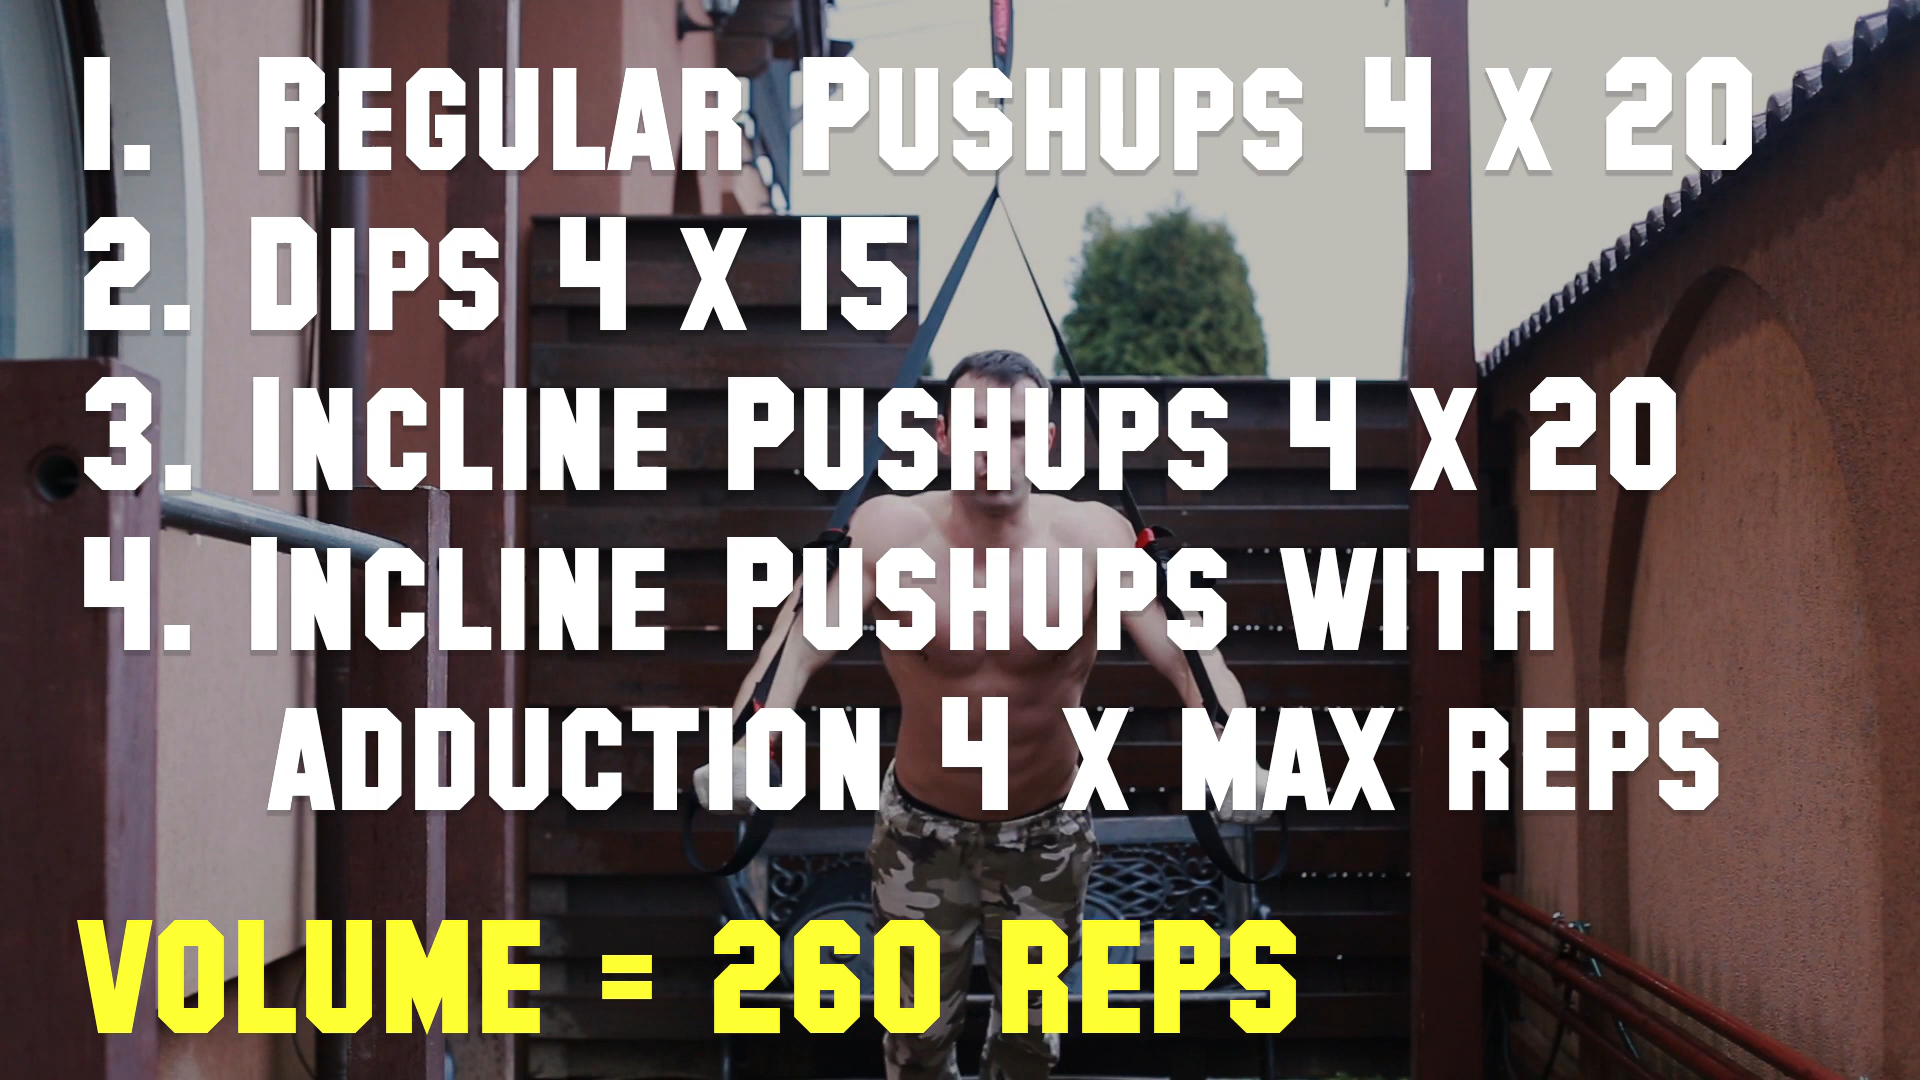 1. Regular Pushups 4 x 20
2. Dips 4 x 15
3. Incline Pushups 4 x 20
4. Incline Pushups with
adduction 4 x max reps
VOLUME = 260 REPS